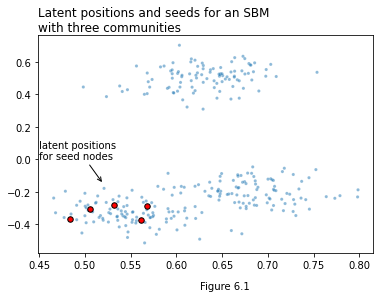 Latent positions and seeds for an SBM
with three communities
0.6
0.4
0.2
0.0
−0.2
−0.4
latent positions
for seed nodes
0.45 0.50 0.55 0.60 0.65 0.70 0.75 0.80
Figure 6.1